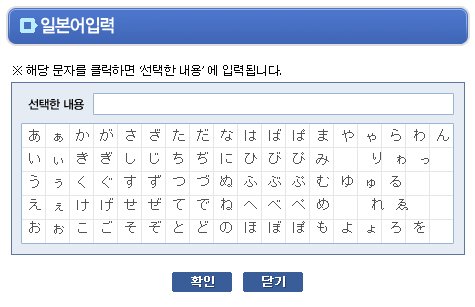 일본어입력
※ 해당 문자를 클릭하면 '선택한 내용' 에 입력됩니다.
선택한 내용
あ ぁ か が さ ざ た だ な は ば ぱ ま や ゃ ら わ ん
い ぃ き ぎ し じ ち ぢ に ひ び ぴ み り ゎ っ
う ぅ く ぐ す ず つ づ ぬ ふ ぶ ぷ む ゆ ゅ る
え ぇ け げ せ ぜ て で ね へ べ ぺ め れ ゑ
お ぉ こ ご そ ぞ と ど の ほ ぼ ぽ も よ ょ ろ を
확인 닫기